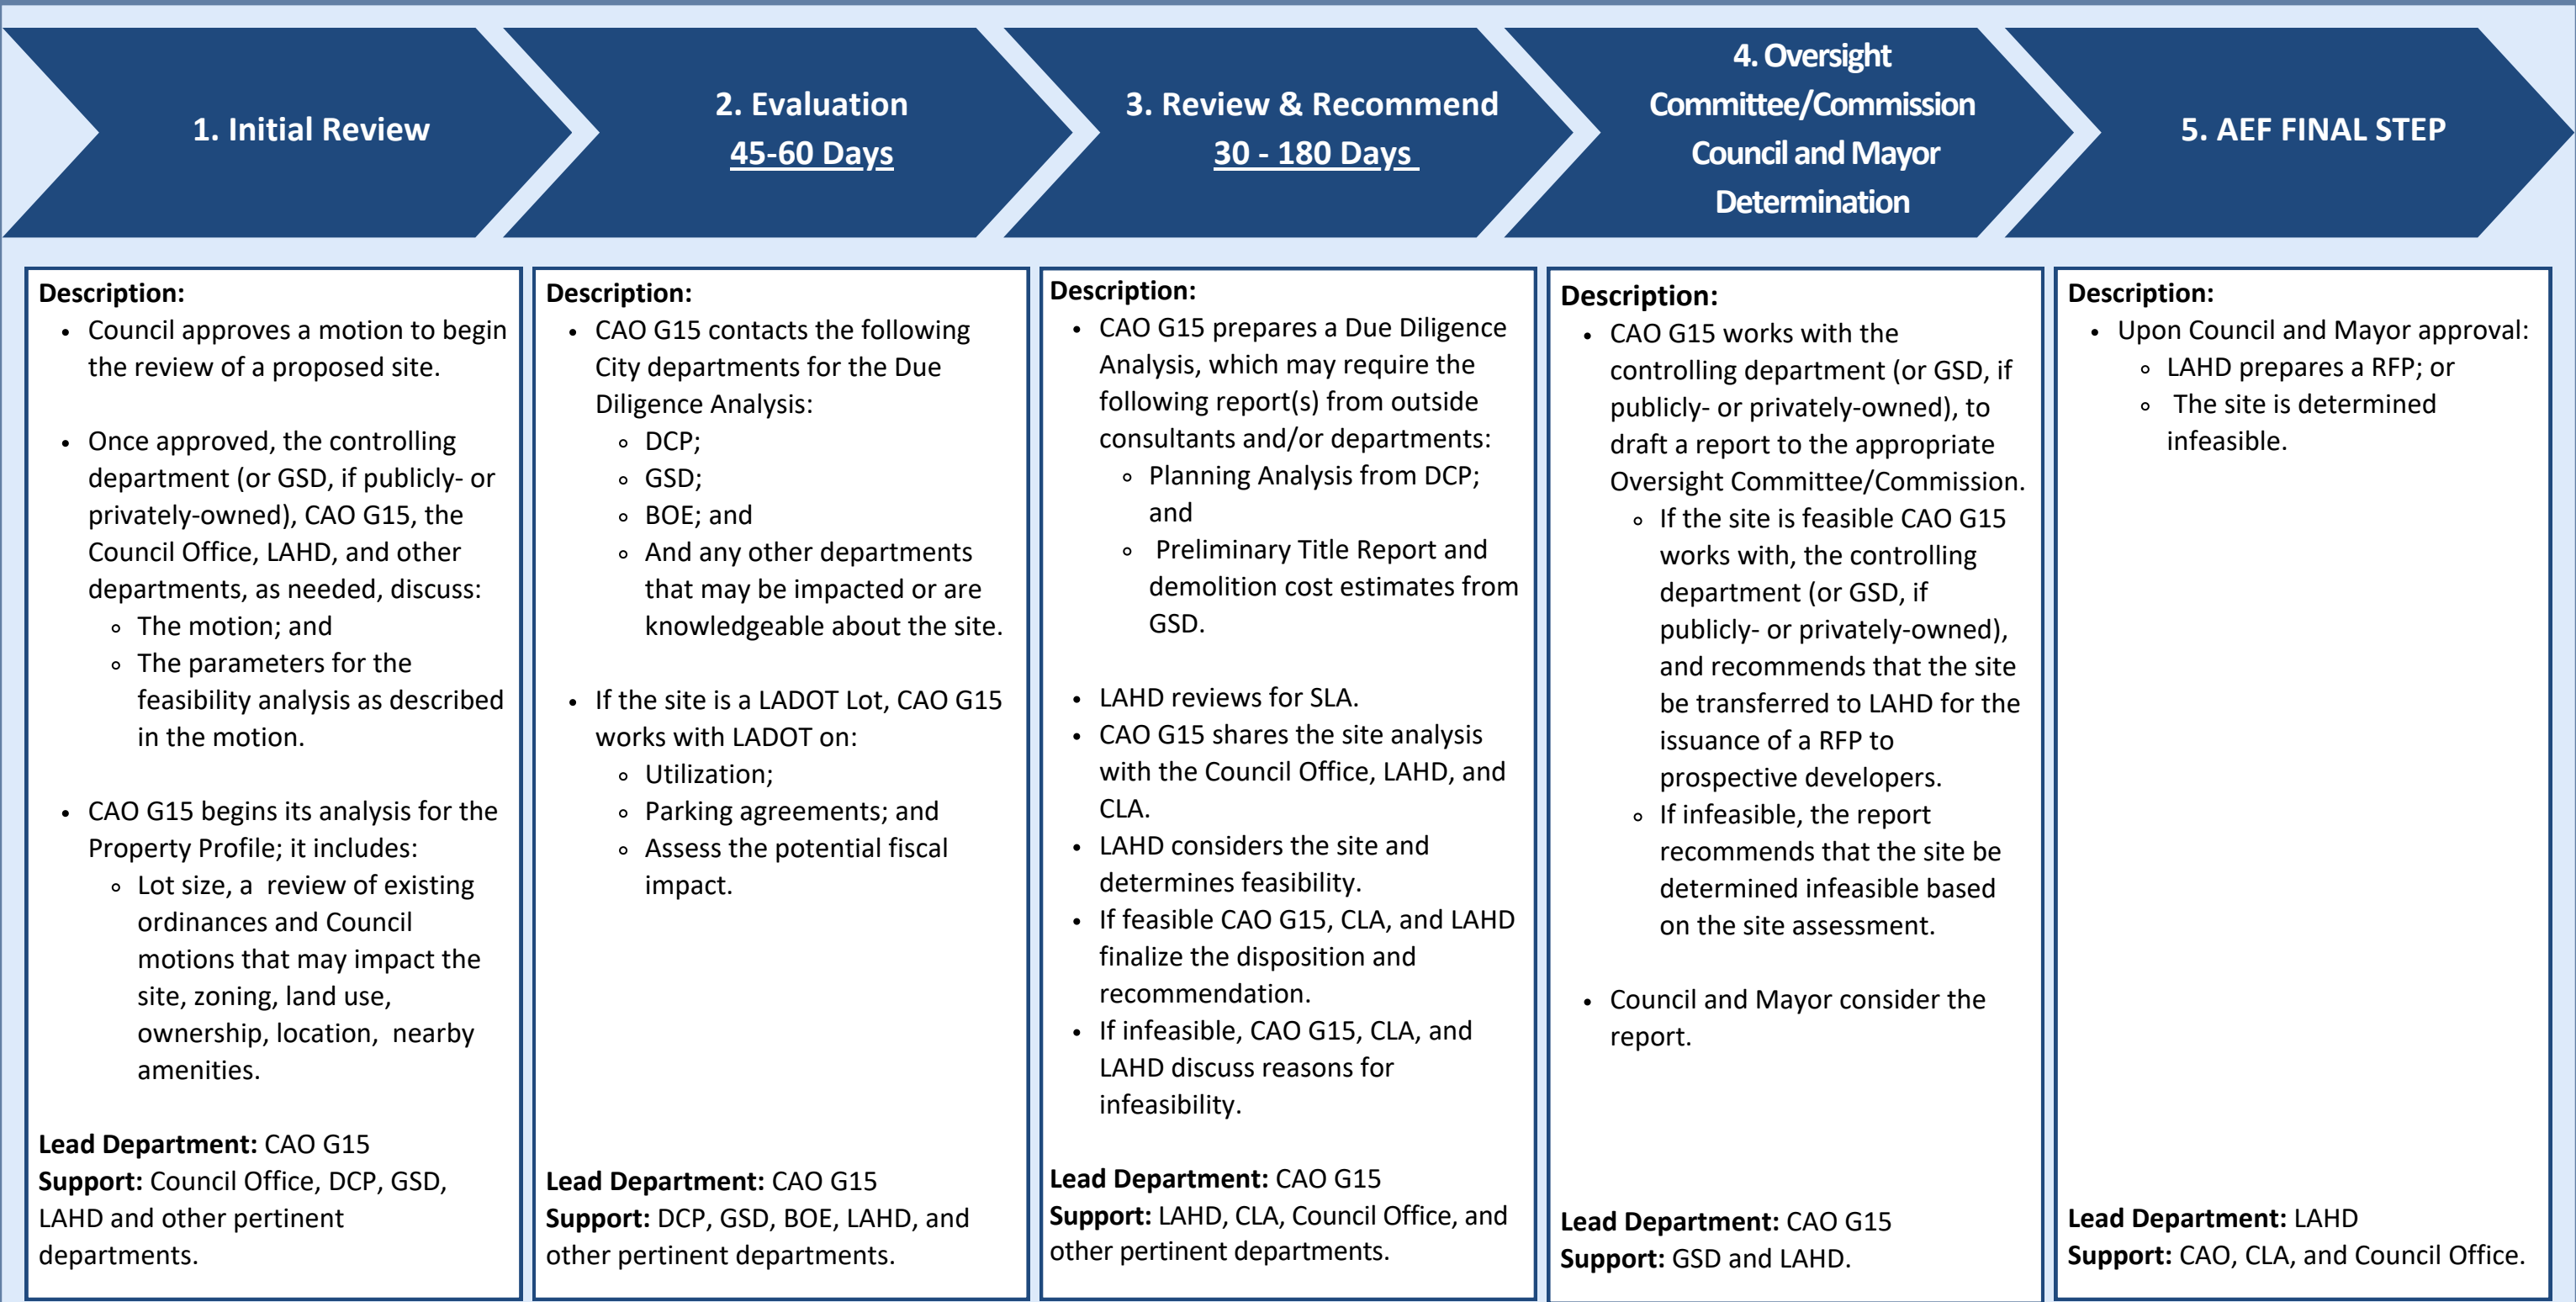 1. Initial Review
2. Evaluation
45-60 Days
3. Review & Recommend
30 - 180 Days
4. Oversight
Committee/Commission
Council and Mayor
Determination
5. AEF FINAL STEP
Description:
• Council approves a motion to begin
the review of a proposed site.
• Once approved, the controlling
department (or GSD, if publicly- or
privately-owned), CAO G15, the
Council Office, LAHD, and other
departments, as needed, discuss:
◦ The motion; and
◦ The parameters for the
feasibility analysis as described
in the motion.
• CAO G15 begins its analysis for the
Property Profile; it includes:
◦ Lot size, a review of existing
ordinances and Council
motions that may impact the
site, zoning, land use,
ownership, location, nearby
amenities.
Lead Department: CAO G15
Support: Council Office, DCP, GSD,
LAHD and other pertinent
departments.
Description:
• CAO G15 contacts the following
City departments for the Due
Diligence Analysis:
◦ DCP;
◦ GSD;
◦ BOE; and
◦ And any other departments
that may be impacted or are
knowledgeable about the site.
• If the site is a LADOT Lot, CAO G15
works with LADOT on:
◦ Utilization;
◦ Parking agreements; and
◦ Assess the potential fiscal
impact.
Lead Department: CAO G15
Support: DCP, GSD, BOE, LAHD, and
other pertinent departments.
Description:
• CAO G15 prepares a Due Diligence
Analysis, which may require the
following report(s) from outside
consultants and/or departments:
◦ Planning Analysis from DCP;
and
◦ Preliminary Title Report and
demolition cost estimates from
GSD.
• LAHD reviews for SLA.
• CAO G15 shares the site analysis
with the Council Office, LAHD, and
CLA.
• LAHD considers the site and
determines feasibility.
• If feasible CAO G15, CLA, and LAHD
finalize the disposition and
recommendation.
• If infeasible, CAO G15, CLA, and
LAHD discuss reasons for
infeasibility.
Lead Department: CAO G15
Support: LAHD, CLA, Council Office, and
other pertinent departments.
Description:
• CAO G15 works with the
controlling department (or GSD, if
publicly- or privately-owned), to
draft a report to the appropriate
Oversight Committee/Commission.
◦ If the site is feasible CAO G15
works with, the controlling
department (or GSD, if
publicly- or privately-owned),
and recommends that the site
be transferred to LAHD for the
issuance of a RFP to
prospective developers.
◦ If infeasible, the report
recommends that the site be
determined infeasible based
on the site assessment.
• Council and Mayor consider the
report.
Lead Department: CAO G15
Support: GSD and LAHD.
Description:
• Upon Council and Mayor approval:
◦ LAHD prepares a RFP; or
◦ The site is determined
infeasible.
Lead Department: LAHD
Support: CAO, CLA, and Council Office.